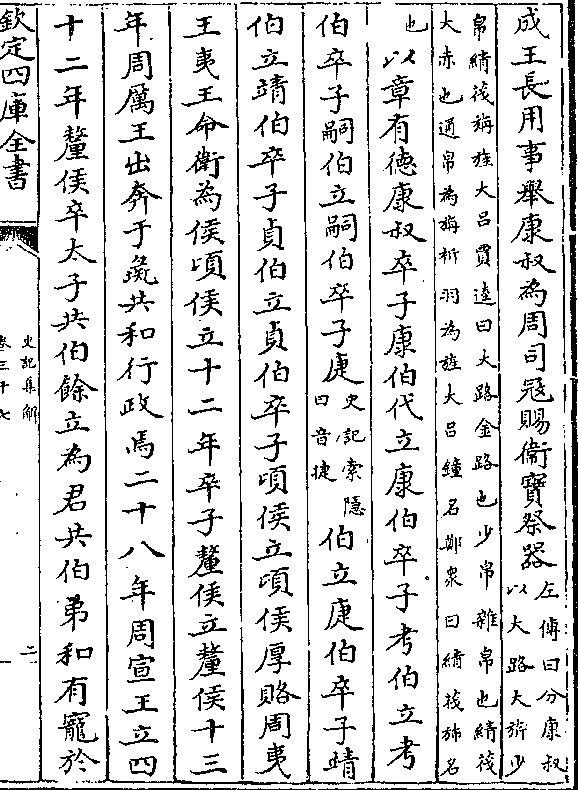 成王長用事舉康叔為周司冦賜衛寶祭器左傳曰分康叔以大路大旂少
帛綪筏旃旌大呂賈逵曰大路金路也少帛雜帛也綪筏
大赤也通帛為旃析羽為旌大呂鐘名鄭衆曰綪筏旆名
也以章有徳康叔卒子康伯代立康伯卒子考伯立考
伯卒子嗣伯立嗣伯卒子疌史記索隱曰音捷伯立疌伯卒子靖
伯立靖伯卒子貞伯立貞伯卒子頃侯立頃侯厚賂周夷
王夷王命衛為侯頃侯立十二年卒子釐侯立釐侯十三
年周厲王出奔于彘共和行政焉二十八年周宣王立四
十二年釐侯卒太子共伯餘立為君共伯弟和有寵於
欽定四庫全書
史記集解
卷三十七
二